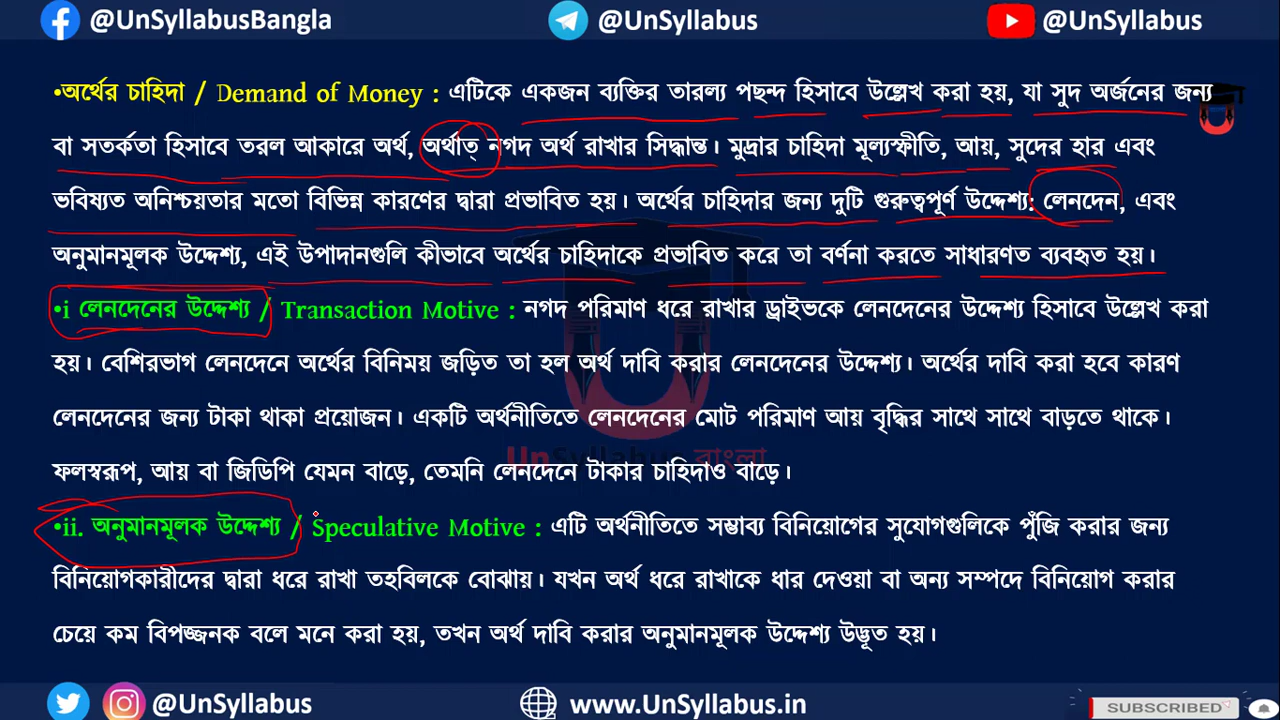 @UnSyllabusBangla @UnSyllabus @UnSyllabus
•অর্থের চাহিদা / Demand of Money : এটিকে একজন ব্যক্তির তারল্য পছন্দ হিসাবে উল্লেখ করা হয়, যা সুদ অর্জনের জন্য
বা সতর্কতা হিসাবে তরল আকারে অর্থ, অর্থাত্ নগদ অর্থ রাখার সিদ্ধান্ত। মুদ্রার চাহিদা মূল্যস্ফীতি, আয়, সুদের হার এবং
ভবিষ্যত অনিশ্চয়তার মতো বিভিন্ন কারণের দ্বারা প্রভাবিত হয়। অর্থের চাহিদার জন্য দুটি গুরুত্বপূর্ণ উদ্দেশ্য: লেনদেন, এবং
অনুমানমূলক উদ্দেশ্য, এই উপাদানগুলি কীভাবে অর্থের চাহিদাকে প্রভাবিত করে তা বর্ণনা করতে সাধারণত ব্যবহৃত হয়।
•i লেনদেনের উদ্দেশ্য / Transaction Motive : নগদ পরিমাণ ধরে রাখার ড্রাইভকে লেনদেনের উদ্দেশ্য হিসাবে উল্লেখ করা
হয়। বেশিরভাগ লেনদেনে অর্থের বিনিময় জড়িত তা হল অর্থ দাবি করার লেনদেনের উদ্দেশ্য। অর্থের দাবি করা হবে কারণ
লেনদেনের জন্য টাকা থাকা প্রয়োজন। একটি অর্থনীতিতে লেনদেনের মোট পরিমাণ আয় বৃদ্ধির সাথে সাথে বাড়তে থাকে।
ফলস্বরূপ, আয় বা জিডিপি যেমন বাড়ে, তেমনি লেনদেনে টাকার চাহিদাও বাড়ে।
UnSyllabus বাংলা
•ii. অনুমানমূলক উদ্দেশ্য / Speculative Motive : এটি অর্থনীতিতে সম্ভাব্য বিনিয়োগের সুযোগগুলিকে পুঁজি করার জন্য
বিনিয়োগকারীদের দ্বারা ধরে রাখা তহবিলকে বোঝায়। যখন অর্থ ধরে রাখাকে ধার দেওয়া বা অন্য সম্পদে বিনিয়োগ করার
চেয়ে কম বিপজ্জনক বলে মনে করা হয়, তখন অর্থ দাবি করার অনুমানমূলক উদ্দেশ্য উদ্ভূত হয়।
@UnSyllabus www.UnSyllabus.in SUBSCRIBED